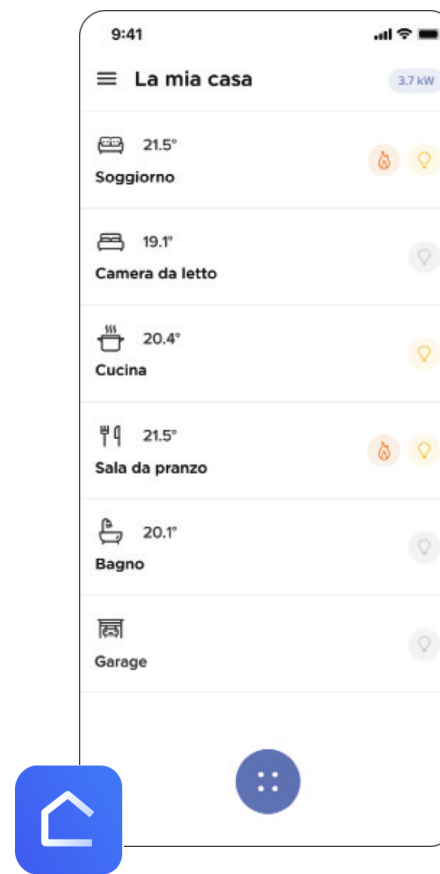 9:41
La mia casa
3.7 kW
21.5°
Soggiorno
19.1°
Camera da letto
20.4°
Cucina
21.5°
Sala da pranzo
20.1°
Bagno
Garage